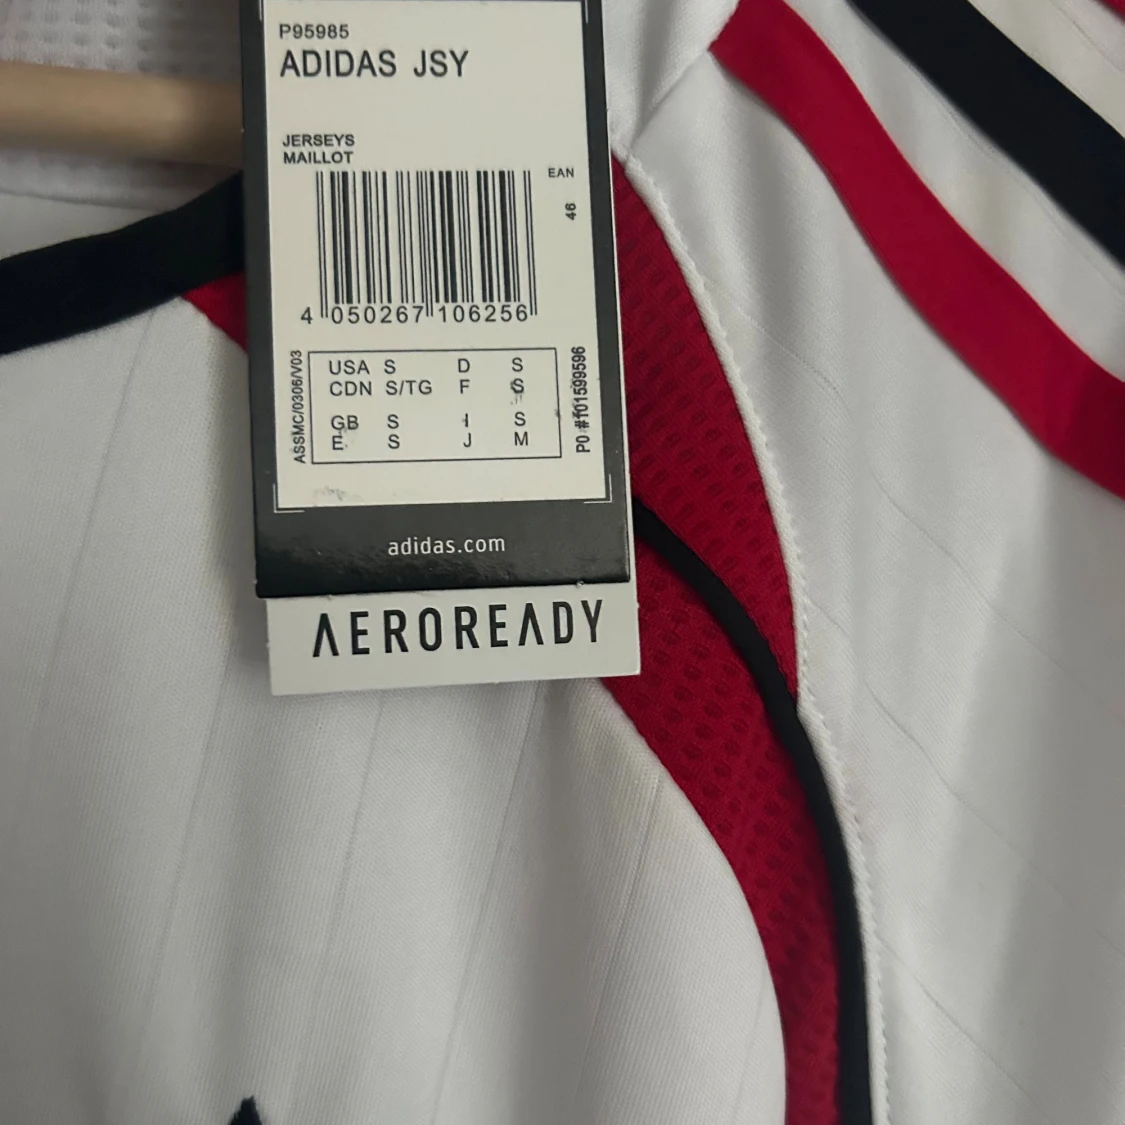 P95985
ADIDAS JSY
JERSEYS
MAILLOT
EAN
46
4 050267 106256
ASSMC/0306/V03
USA S D S
CDN S/TG F S
GB S I S
E S J M
PO #101599596
adidas.com
AEROREADY